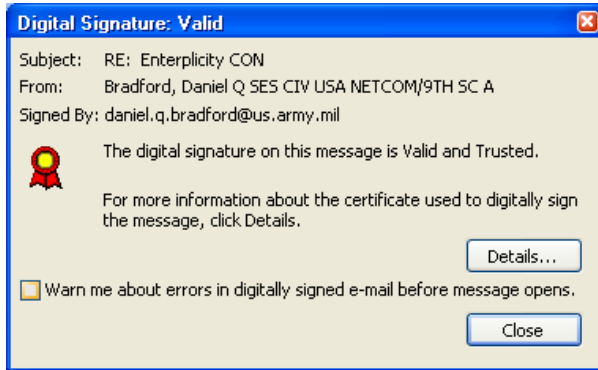 Digital Signature: Valid
Subject: RE: Enterplicity CON
From: Bradford, Daniel Q SES CIV USA NETCOM/9TH SC A
Signed By: daniel.q.bradford@us.army.mil
The digital signature on this message is Valid and Trusted.
For more information about the certificate used to digitally sign
the message, click Details.
Details...
Warn me about errors in digitally signed e-mail before message opens.
Close